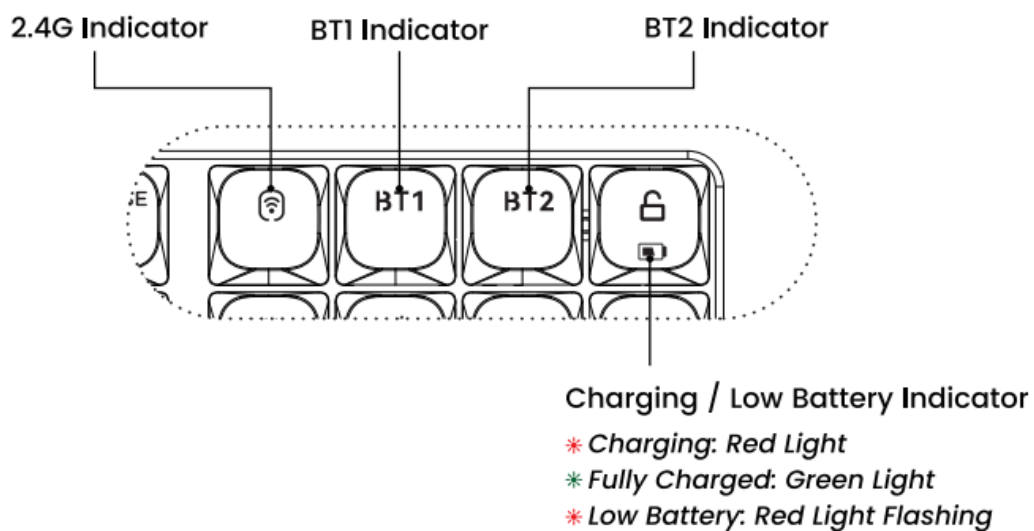 2.4G Indicator
BT1 Indicator
BT2 Indicator
BT1
BT2
Charging / Low Battery Indicator
Charging: Red Light
Fully Charged: Green Light
Low Battery: Red Light Flashing